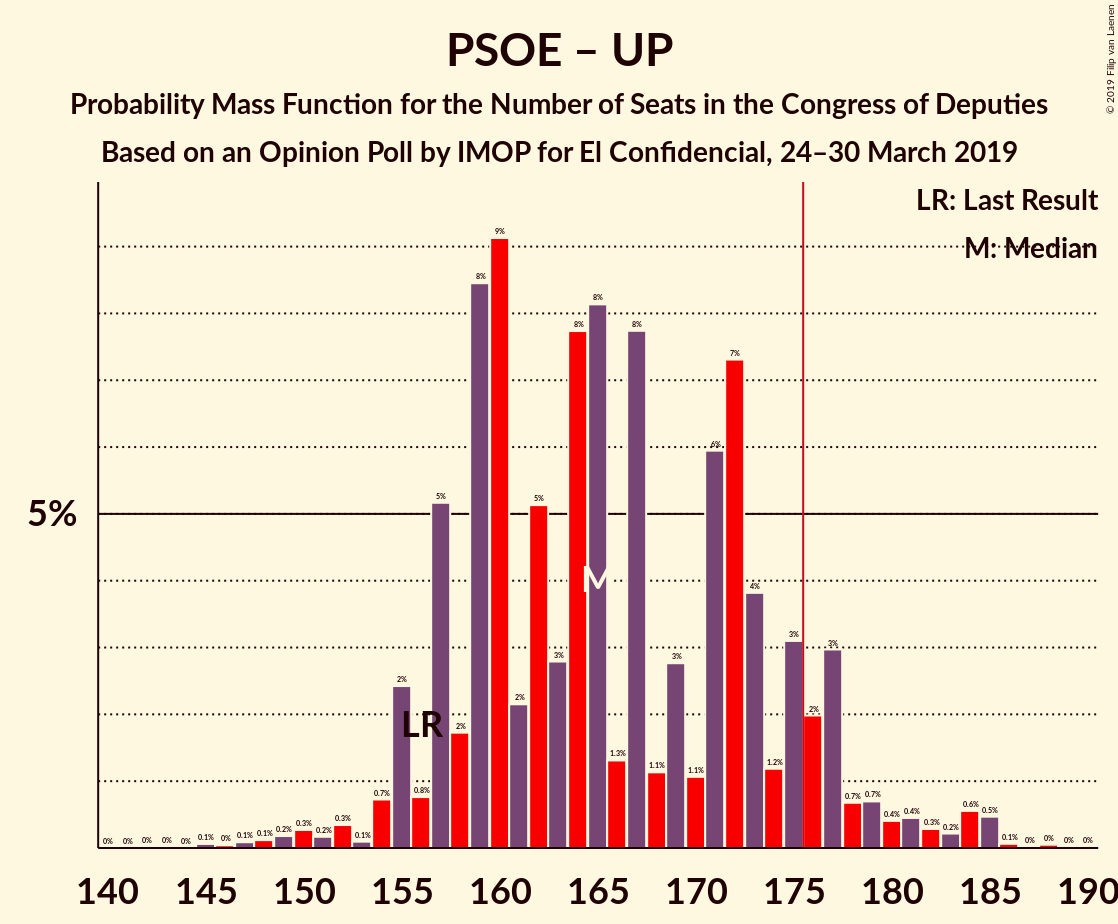 PSOE – UP
Probability Mass Function for the Number of Seats in the Congress of Deputies
Based on an Opinion Poll by IMOP for El Confidencial, 24–30 March 2019
© 2019 Filip van Laenen
LR: Last Result
M: Median
5%
0% 0% 0% 0% 0% 0.1% 0% 0.1% 0.1% 0.2% 0.3% 0.2% 0.3% 0.1% 0.7% 2% 0.8% 5% 2% 8% 9% 2% 5% 3% 8% 8% 1.3% 8% 1.1% 3% 1.1% 6% 7% 4% 1.2% 3% 2% 3% 0.7% 0.7% 0.4% 0.4% 0.3% 0.2% 0.6% 0.5% 0.1% 0% 0% 0% 0%
M
LR
140 145 150 155 160 165 170 175 180 185 190